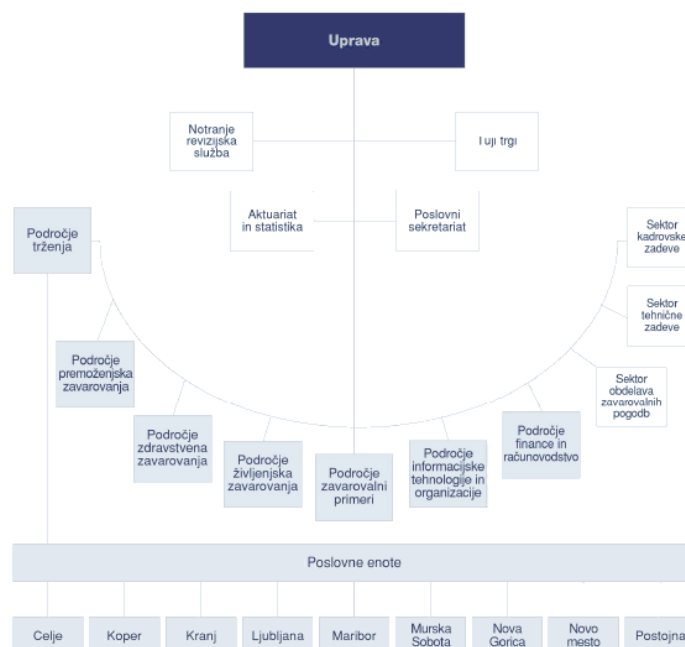 Uprava
Notranje
revizijska
služba
trgi
Aktuariat
in statistika
Poslovni
sekretariat
Področje
trženja
Sektor
kadrovske
zadeve
Sektor
tehnične
zadeve
Področje
premoženjska
zavarovanja
Sektor
obdelava
zavarovalnih
pogodb
Področje
zdravstvena
zavarovanja
Področje
življenjska
zavarovanja
Področje
zavarovalni
primeri
Področje
informacijske
tehnologije in
organizacije
Področje
finance in
računovodstvo
Poslovne enote
Celje
Koper
Kranj
Ljubljana
Maribor
Murska
Sobota
Nova
Gorica
Novo
mesto
Postojna